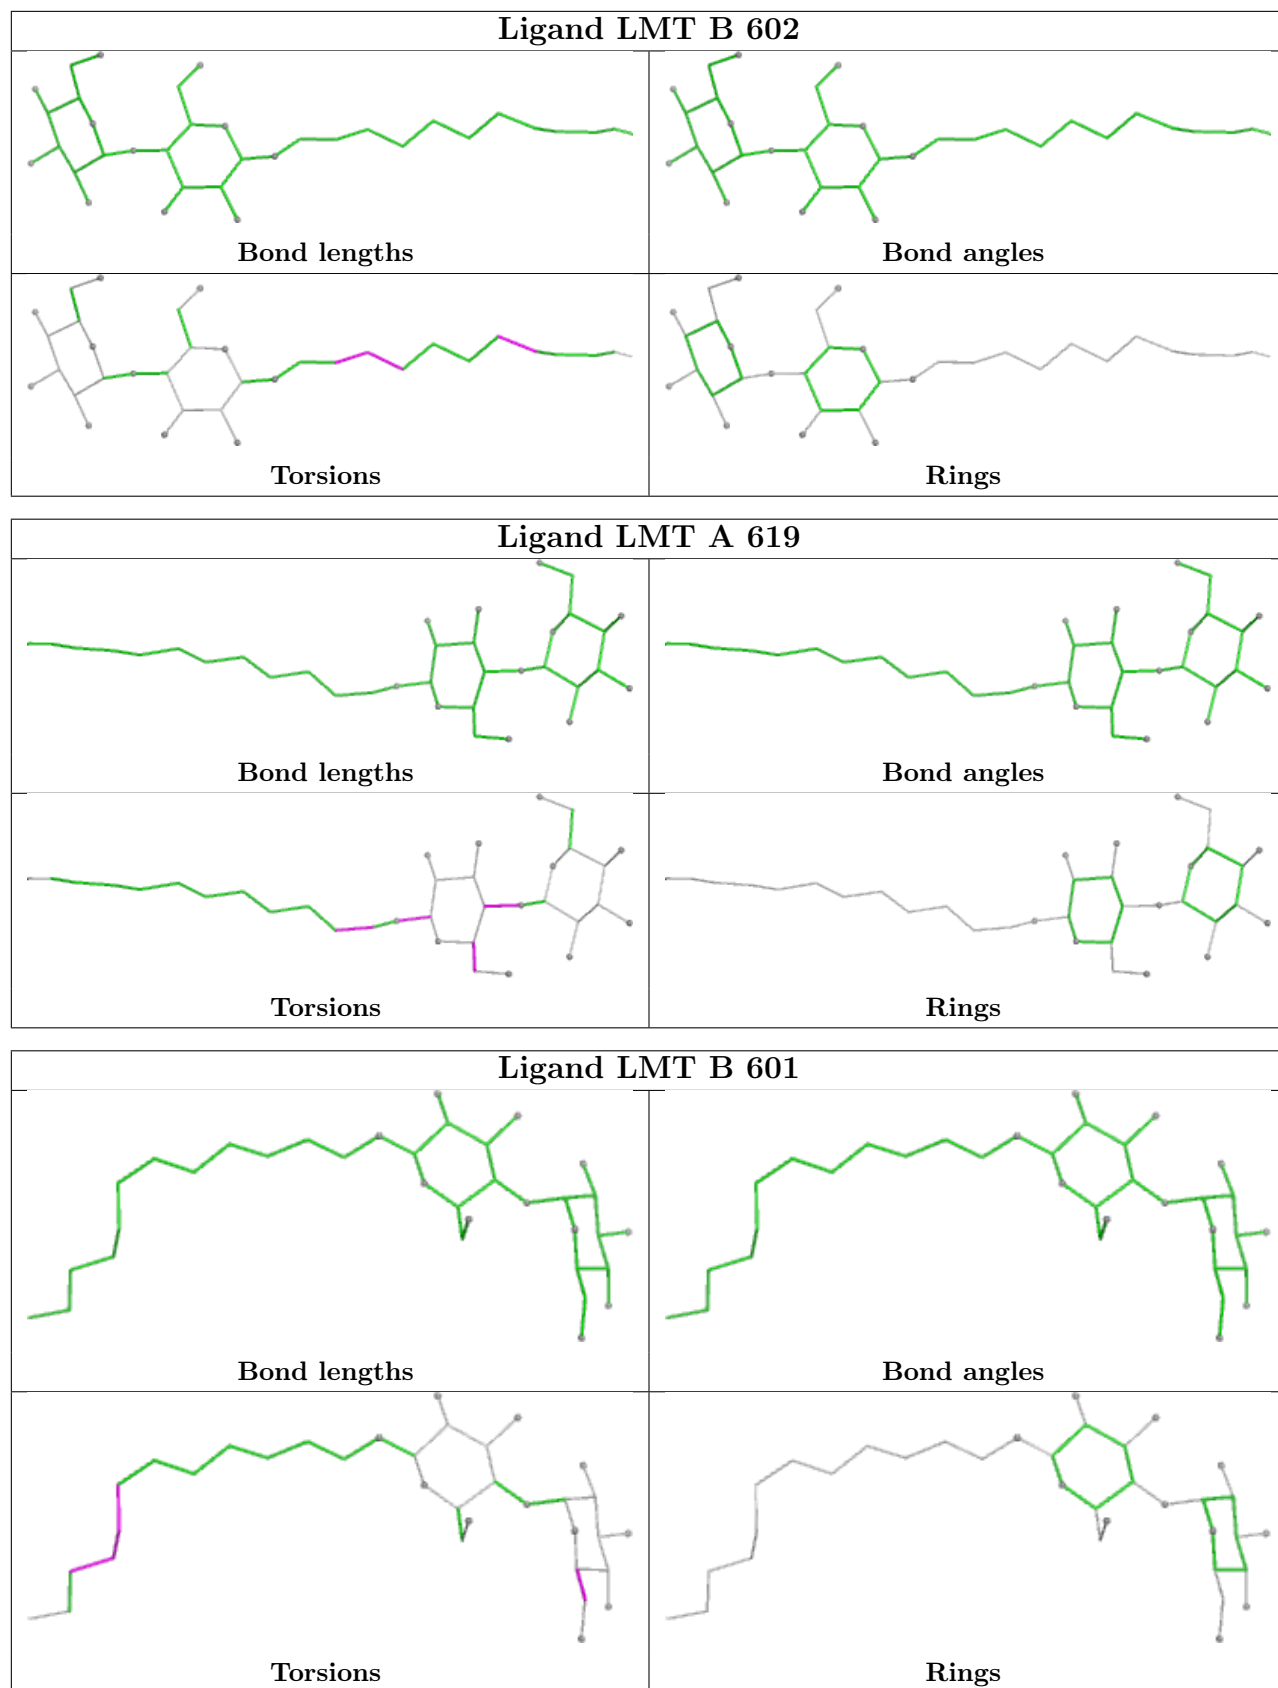 Ligand LMT B 602
Bond lengths
Bond angles
Torsions
Rings
Ligand LMT A 619
Bond lengths
Bond angles
Torsions
Rings
Ligand LMT B 601
Bond lengths
Bond angles
Torsions
Rings